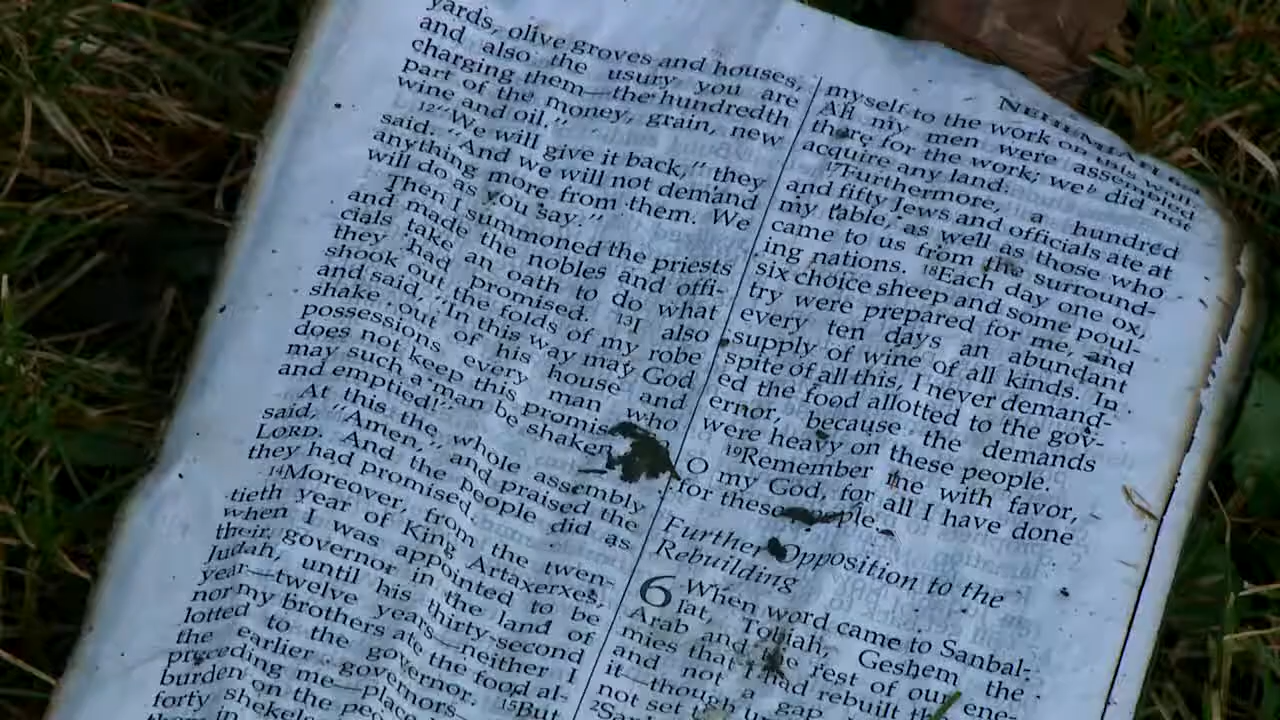 yards, olive groves and houses,
and also the usury you are
charging them—the hundredth
part of the money, grain, new
wine and oil."
12"We will give it back," they
said. "And we will not demand
anything more from them. We
will do as you say."
Then I summoned the priests
and made the nobles and offi-
cials take an oath to do what
they had promised. 13I also
shook out the folds of my robe
and said, "In this way may God
shake out of his house and
possessions every man who
does not keep this promise
may such a man be shaken
and emptied!"
At this the whole assembly
said, "Amen," and praised the
LORD. And the people did as
they had promised.
14Moreover, from the twen-
tieth year of King Artaxerxes,
when I was appointed to be
their governor in the land of
Judah, until his thirty-second
year—twelve years—neither I
nor my brothers ate the food al-
lotted to the governor. 15But
the earlier governors—
preceding me—place
burden on the peo
forty shekels
them in
NEHEMIAH
myself to the work on this wall.
All my men were assembled
there for the work; we b did not
acquire any land.
17Furthermore, a hundred
and fifty Jews and officials ate at
my table, as well as those who
came to us from the surround-
ing nations. 18Each day one ox,
six choice sheep and some poul-
try were prepared for me, and
every ten days an abundant
supply of wine of all kinds. In
spite of all this, I never demand-
ed the food allotted to the gov-
ernor, because the demands
were heavy on these people.
19Remember me with favor,
O my God, for all I have done
for these people.
Further Opposition to the
Rebuilding
6 When word came to Sanbal-
lat, Tobiah, Geshem the
Arab and the rest of our ene-
mies that I had rebuilt th
and not a gap
it—though up
not set
2San